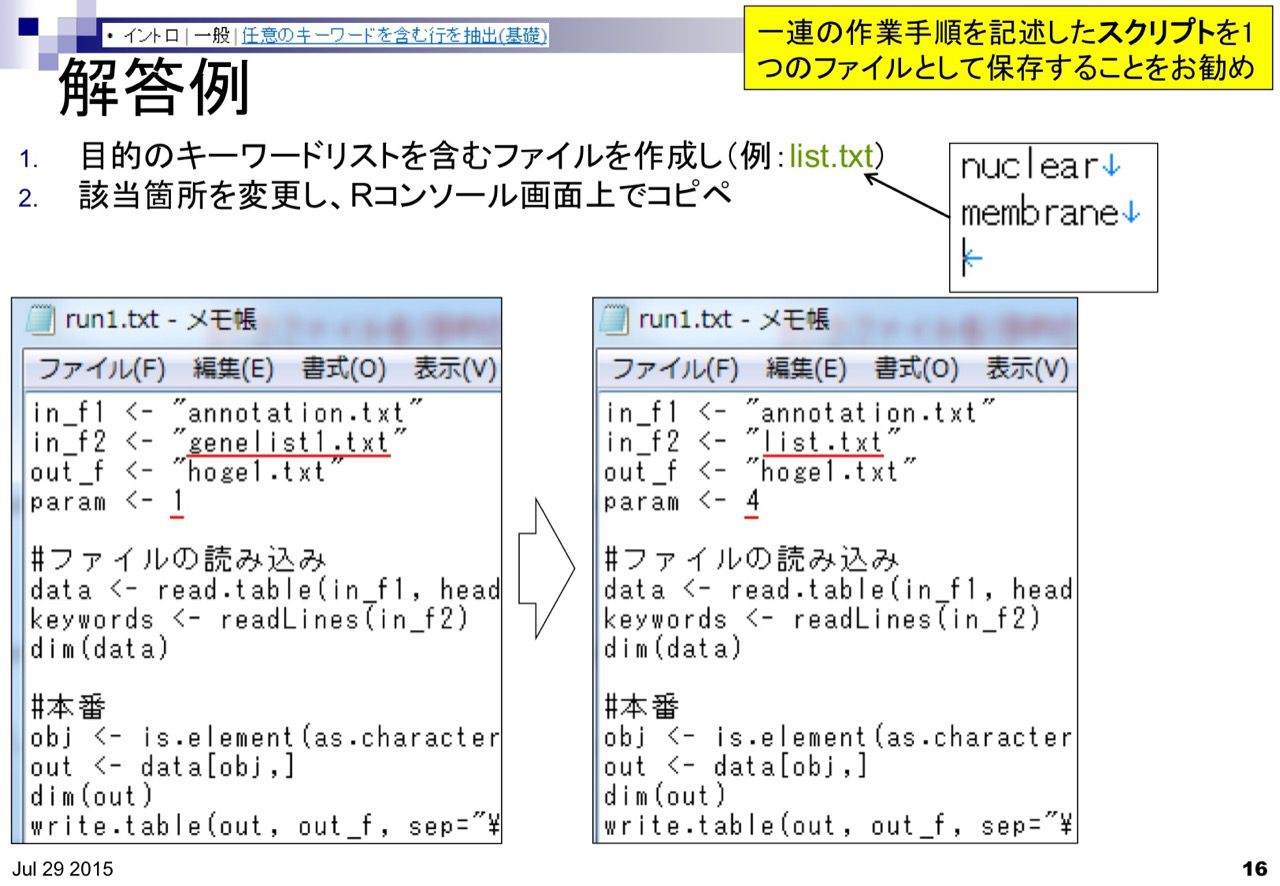 ・ イントロ | 一般 | 任意のキーワードを含む行を抽出(基礎)
一連の作業手順を記述したスクリプトを1
つのファイルとして保存することをお勧め
解答例
1. 目的のキーワードリストを含むファイルを作成し(例:list.txt)
2. 該当箇所を変更し、Rコンソール画面上でコピペ
nuclear↓
membrane↓
←
run1.txt - メモ帳
ファイル(F) 編集(E) 書式(O) 表示(V)
in_f1 <- "annotation.txt"
in_f2 <- "genelist1.txt"
out_f <- "hoge1.txt"
param <- 1
#ファイルの読み込み
data <- read.table(in_f1, head
keywords <- readLines(in_f2)
dim(data)
#本番
obj <- is.element(as.character
out <- data[obj,]
dim(out)
write.table(out, out_f, sep="¥
run1.txt - メモ帳
ファイル(F) 編集(E) 書式(O) 表示(V)
in_f1 <- "annotation.txt"
in_f2 <- "list.txt"
out_f <- "hoge1.txt"
param <- 4
#ファイルの読み込み
data <- read.table(in_f1, head
keywords <- readLines(in_f2)
dim(data)
#本番
obj <- is.element(as.character
out <- data[obj,]
dim(out)
write.table(out, out_f, sep="¥
Jul 29 2015
16